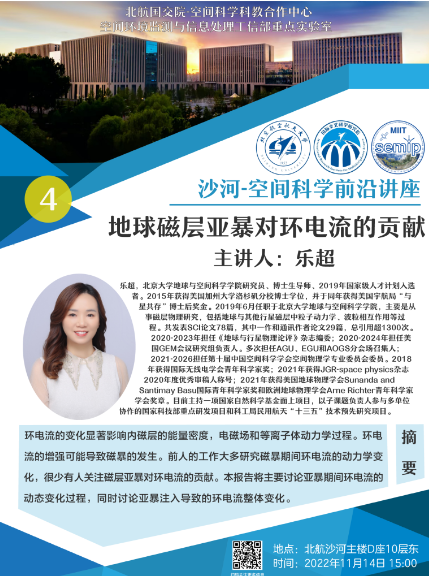 北航国交院-空间科学科教合作中心
空间环境监测与信息处理工信部重点实验室
MIIT
semip
沙河-空间科学前沿讲座
4
地球磁层亚暴对环电流的贡献
主讲人：乐超
乐超，北京大学地球与空间科学学院研究员、博士生导师、2019年国家级人才计划入选
者。2015年获得美国加州大学洛杉矶分校博士学位，并于同年获得美国宇航局“与
星共存”博士后奖金。2019年6月任职于北京大学地球与空间科学学院，主要是从
事磁层物理研究，包括地球与其他行星磁层中粒子动力学、波粒相互作用等过
程。共发表SCI论文78篇，其中一作和通讯作者论文29篇，总引用超1300次。
2020-2023年担任《地球与行星物理论评》杂志编委；2020-2024年担任美
国GEM会议研究组负责人。多次担任AGU、EGU和AOGS分会场召集人；
2021-2026担任第十届中国空间科学学会空间物理学专业委员会委员。2018
年获得国际无线电学会青年科学家奖；2021年获得JGR-space physics杂志
2020年度优秀审稿人称号；2021年获得美国地球物理学会Sunanda and
Santimay Basu国际青年科学家奖和欧洲地球物理学会Arne Richter青年科学家
学会奖章。目前主持一项国家自然科学基金面上项目，以子课题负责人参与多单位
协作的国家科技部重点研发项目和科工局民用航天“十三五”技术预先研究项目。
环电流的变化显著影响内磁层的能量密度，电磁场和等离子体动力学过程。环电
流的增强可能导致磁暴的发生。前人的工作大多研究磁暴期间环电流的动力学变
化，很少有人关注磁层亚暴对环电流的贡献。本报告将主要讨论亚暴期间环电流的
动态变化过程，同时讨论亚暴注入导致的环电流整体变化。
摘
要
地点：北航沙河主楼D座10层东
时间：2022年11月14日 15:00